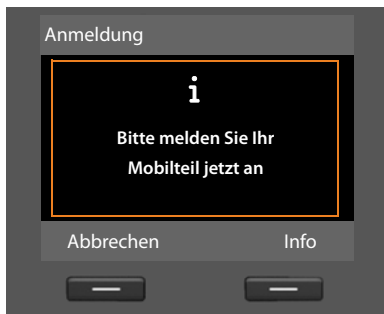 Anmeldung
i
Bitte melden Sie Ihr
Mobilteil jetzt an
Abbrechen Info